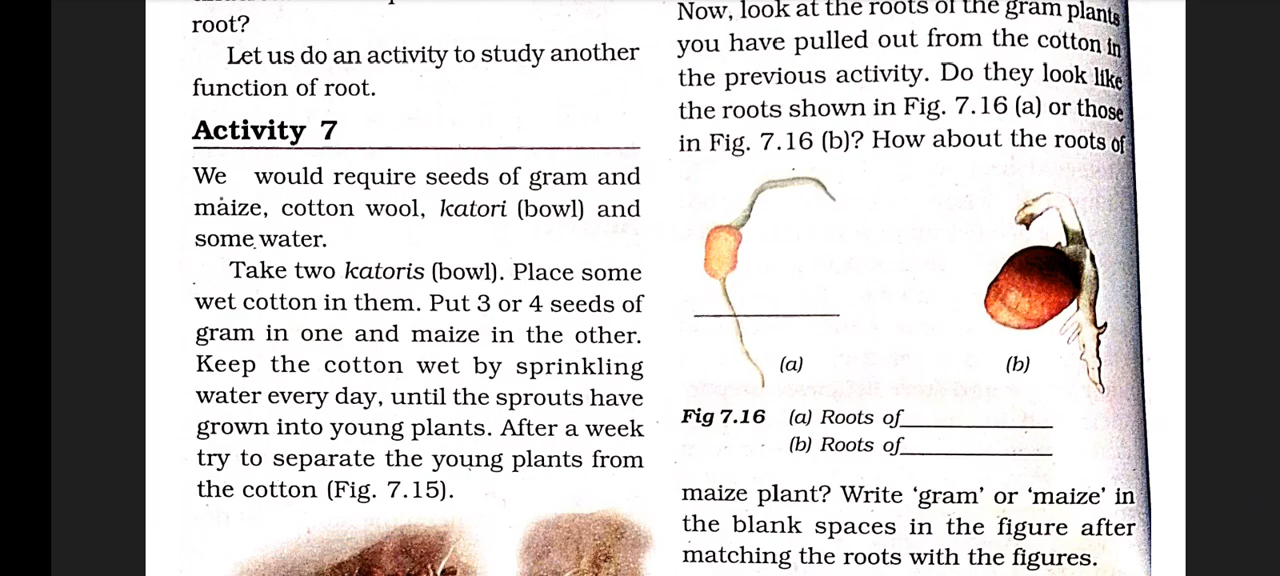 root?
Let us do an activity to study another
function of root.
Activity 7
We would require seeds of gram and
maize, cotton wool, katori (bowl) and
some water.
Take two katoris (bowl). Place some
wet cotton in them. Put 3 or 4 seeds of
gram in one and maize in the other.
Keep the cotton wet by sprinkling
water every day, until the sprouts have
grown into young plants. After a week
try to separate the young plants from
the cotton (Fig. 7.15).
Now, look at the roots of the gram plants
you have pulled out from the cotton in
the previous activity. Do they look like
the roots shown in Fig. 7.16 (a) or those
in Fig. 7.16 (b)? How about the roots of
(a)
(b)
Fig 7.16 (a) Roots of____________
(b) Roots of____________
maize plant? Write 'gram' or 'maize' in
the blank spaces in the figure after
matching the roots with the figures.